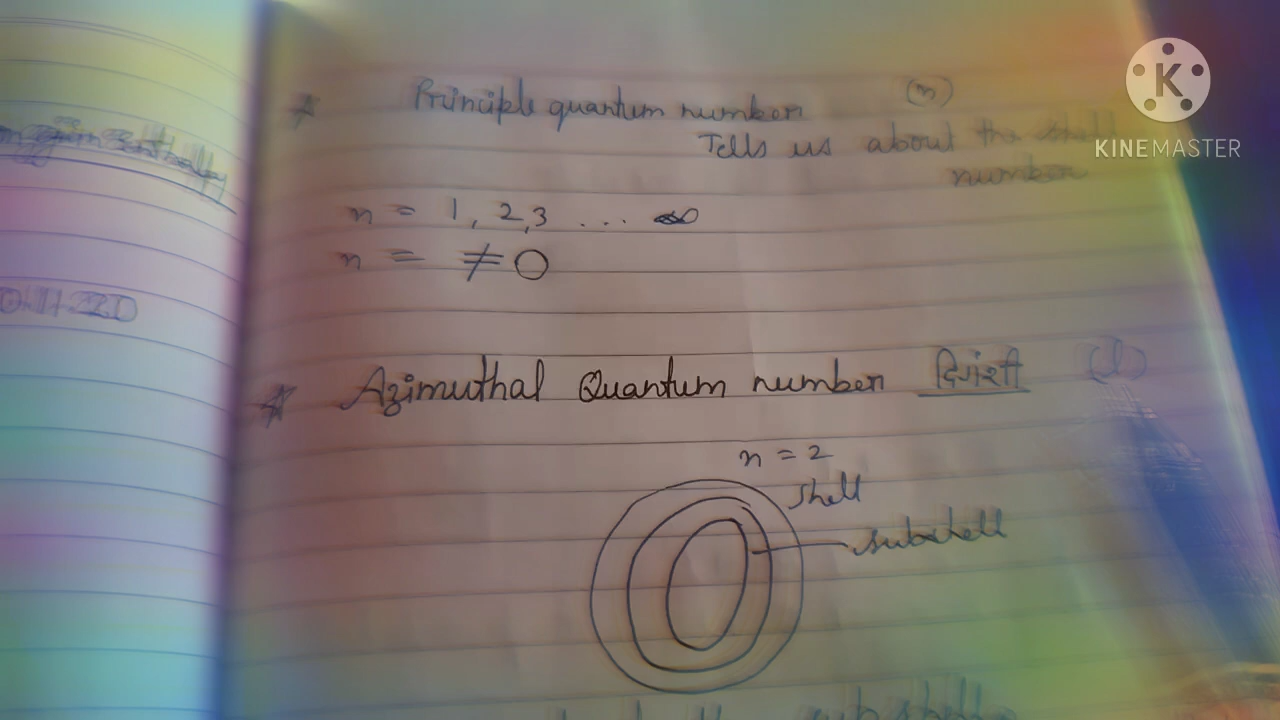 Principle quantum number (n)
Tells us about the shell
number
n = 1, 2, 3 ... ∞
n = ≠ 0
Azimuthal Quantum number दिगंशी (l)
n = 2
shell
subshell
KINEMASTER